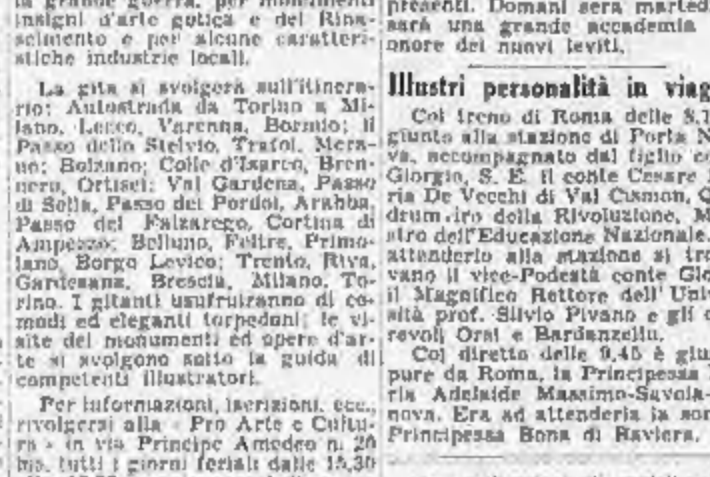 la grande guerra, per monumenti
insigni d'arte gotica e del Rina-
scimento e per alcune caratteri-
stiche industrie locali.
La gita si svolgerà sull'itinera-
rio: Autostrada da Torino a Mi-
lano, Lecco, Varenna, Bormio; il
Passo dello Stelvio, Trafoi, Mera-
no; Bolzano; Colle d'Isarco, Bren-
nero, Ortisei; Val Gardena, Passo
di Sella, Passo del Pordoi, Arabba,
Passo del Falzarego, Cortina di
Ampezzo; Belluno, Feltre, Primo-
lano, Borgo Levico; Trento, Riva,
Gardesana, Brescia, Milano, To-
rino. I gitanti usufruiranno di co-
modi ed eleganti torpedoni; le vi-
site dei monumenti ed opere d'ar-
te si svolgono sotto la guida di
competenti illustratori.
Per informazioni, iscrizioni, ecc.,
rivolgersi alla « Pro Arte e Cultu-
ra » in via Principe Amedeo n. 20
bis, tutti i giorni feriali dalle 15,30
presenti. Domani sera marted
sarà una grande accademia
onore dei nuovi leviti.
Illustri personalità in viag
Col treno di Roma delle 8,1
giunto alla stazione di Porta N
va, accompagnato dal figlio co
Giorgio, S. E. il conte Cesare
ria De Vecchi di Val Cismon, Q
drumviro della Rivoluzione, M
stro dell'Educazione Nazionale.
attenderlo alla stazione si tro
vano il vice-Podestà conte Glo
il Magnifico Rettore dell'Univ
sità prof. Silvio Pivano e gli o
revoli Orsi e Bardanzellu.
Col diretto delle 9,45 è giu
pure da Roma, la Principessa
ria Adelaide Massimo-Savoia-
nova. Era ad attenderla la sor
Principessa Bona di Baviera.